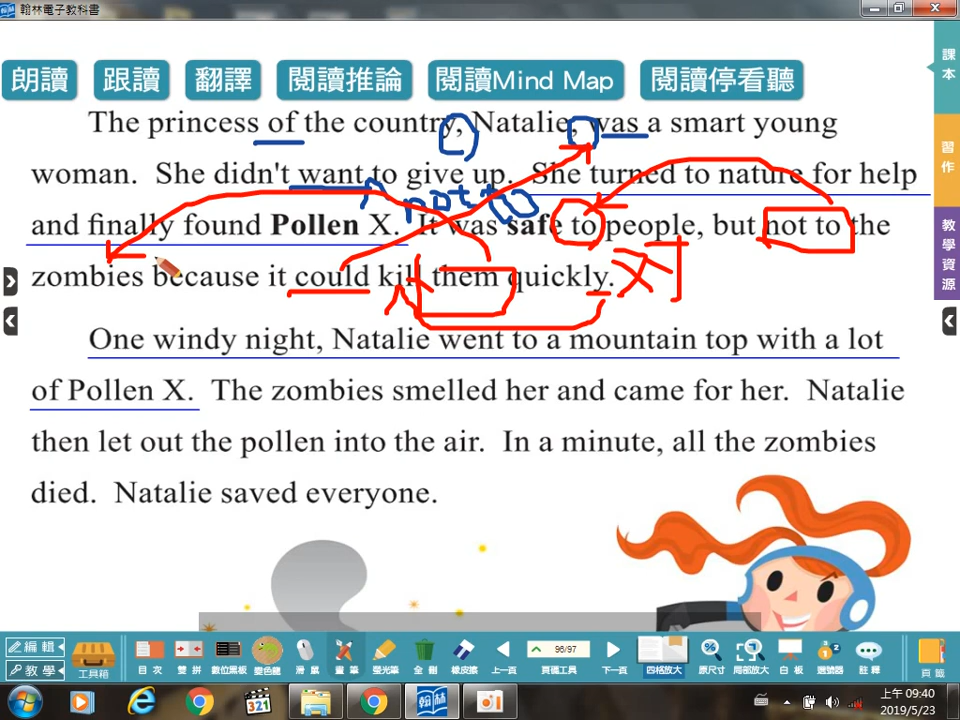 翰林電子教科書
課本
朗讀 跟讀 翻譯 閱讀推論 閱讀Mind Map 閱讀停看聽
The princess of the country, Natalie, was a smart young
woman. She didn't want to give up. She turned to nature for help
not to
and finally found Pollen X. It was safe to people, but not to the
zombies because it could kill them quickly.
N
X
習作
教學資源
One windy night, Natalie went to a mountain top with a lot
of Pollen X. The zombies smelled her and came for her. Natalie
then let out the pollen into the air. In a minute, all the zombies
died. Natalie saved everyone.
編輯
教學
工具箱 目次 雙拼 數位黑板 變色龍 滑鼠 畫筆 螢光筆 全刪 橡皮擦 上一頁 96/97 頁碼工具 下一頁 四格放大 原尺寸 局部放大 白板 選號器 註釋 頁籤
321 翰林 上午 09:40
2019/5/23